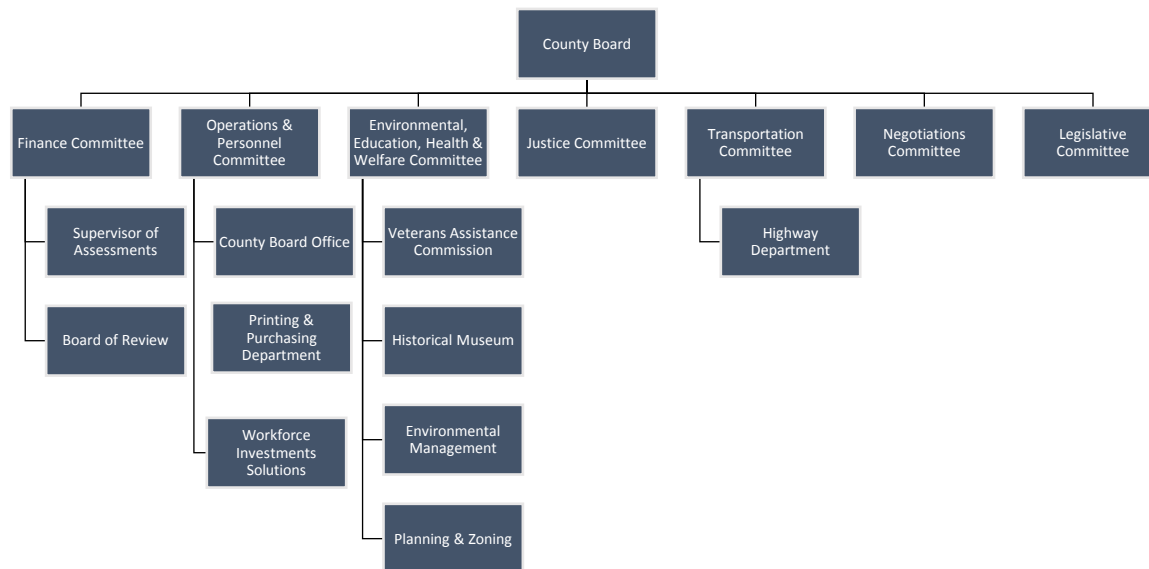 County Board
Finance Committee
Operations &
Personnel
Committee
Environmental,
Education, Health &
Welfare Committee
Justice Committee
Transportation
Committee
Negotiations
Committee
Legislative
Committee
Supervisor of
Assessments
County Board Office
Veterans Assistance
Commission
Highway
Department
Board of Review
Printing &
Purchasing
Department
Historical Museum
Workforce
Investments
Solutions
Environmental
Management
Planning & Zoning